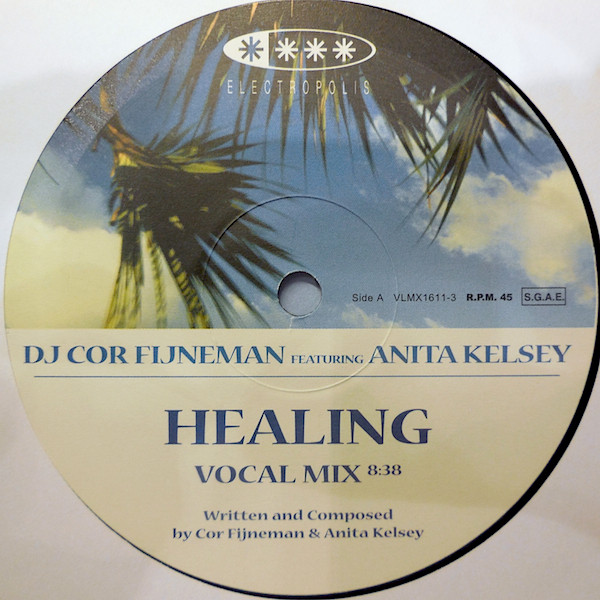 ELECTROPOLIS
Side A VLMX1611-3 R.P.M. 45 S.G.A.E.
DJ COR FIJNEMAN FEATURING ANITA KELSEY
HEALING
VOCAL MIX 8:38
Written and Composed
by Cor Fijneman & Anita Kelsey